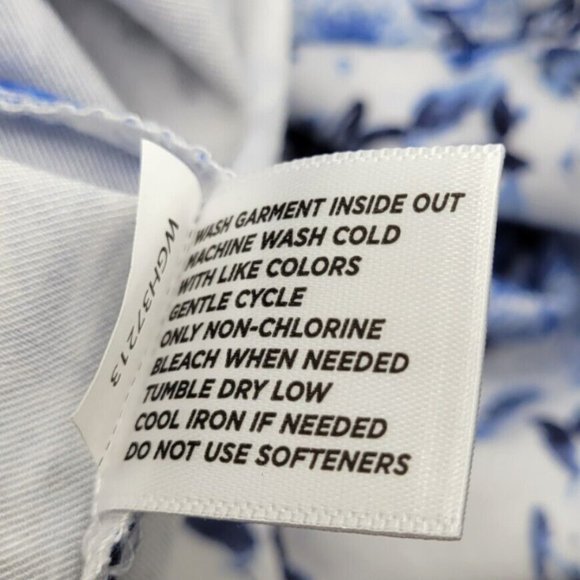 WASH GARMENT INSIDE OUT
MACHINE WASH COLD
WITH LIKE COLORS
GENTLE CYCLE
ONLY NON-CHLORINE
BLEACH WHEN NEEDED
TUMBLE DRY LOW
COOL IRON IF NEEDED
DO NOT USE SOFTENERS
WGH37213